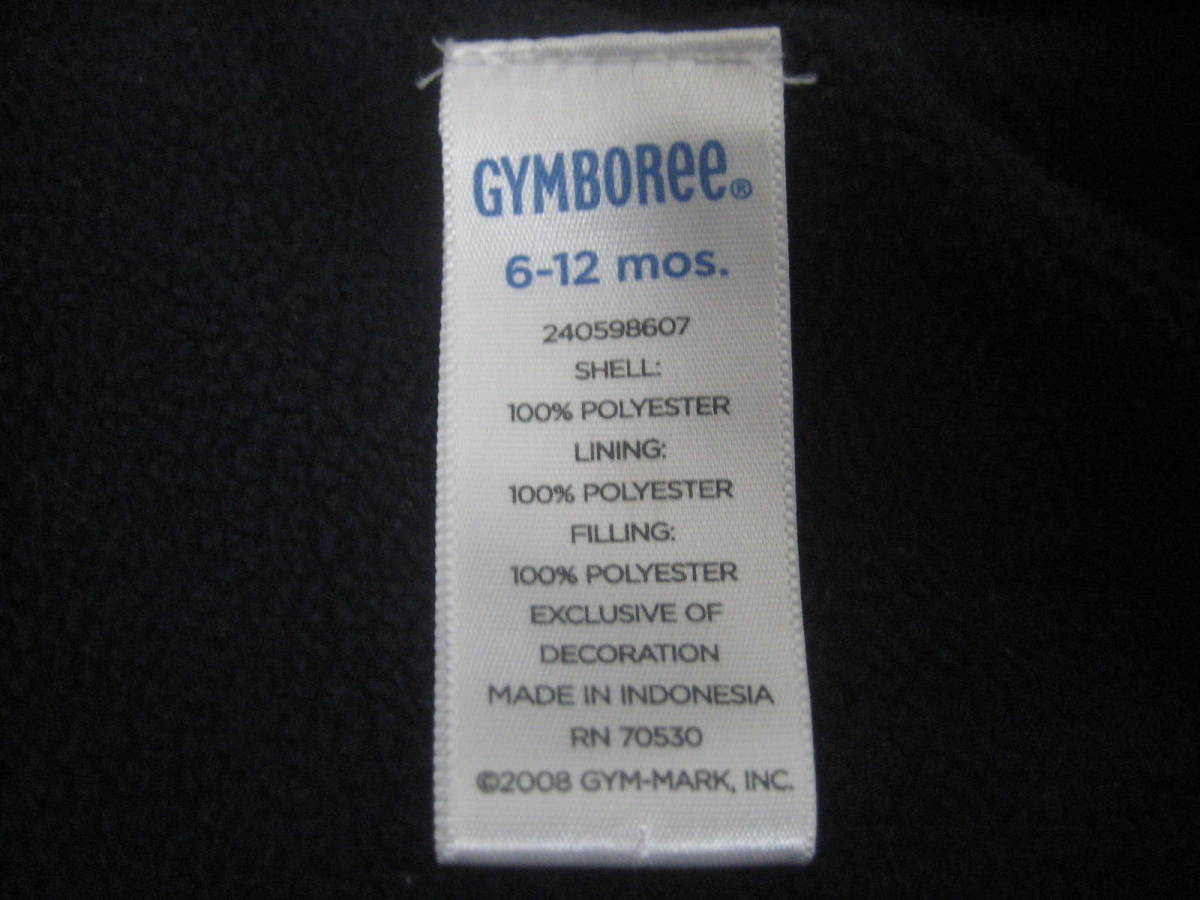 GYMBORee®
6-12 mos.
240598607
SHELL:
100% POLYESTER
LINING:
100% POLYESTER
FILLING:
100% POLYESTER
EXCLUSIVE OF
DECORATION
MADE IN INDONESIA
RN 70530
©2008 GYM-MARK, INC.